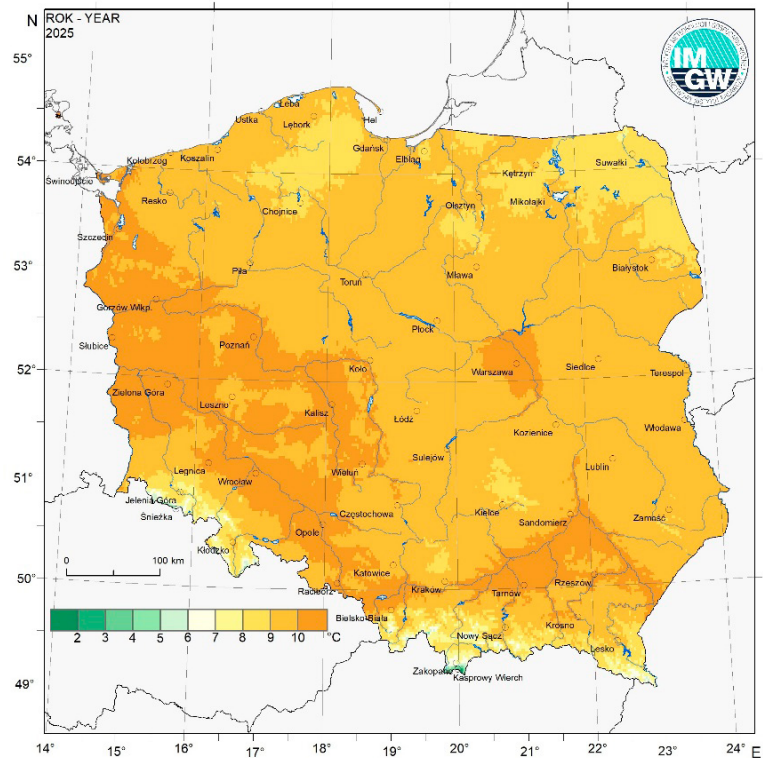 N ROK - YEAR
2025
IM
GW
55°
54°
53°
52°
51°
50°
49°
Łeba
Ustka
Lębork
Hel
Gdańsk
Elbląg
Kołobrzeg
Koszalin
Kętrzyn
Suwałki
Świnoujście
Resko
Chojnice
Olsztyn
Mikołajki
Szczecin
Piła
Toruń
Mława
Białystok
Gorzów Wlkp.
Płock
Słubice
Poznań
Koło
Warszawa
Siedlce
Terespol
Zielona Góra
Leszno
Kalisz
Łódź
Kozienice
Włodawa
Sulejów
Legnica
Wrocław
Wieluń
Lublin
Jelenia Góra
Śnieżka
Częstochowa
Kielce
Sandomierz
Zamość
Opole
Kłodzko
0 100 km
Katowice
Racibórz
Kraków
Tarnów
Rzeszów
Bielsko-Biała
Nowy Sącz
Krosno
Lesko
Zakopane
Kasprowy Wierch
2 3 4 5 6 7 8 9 10 °C
14° 15° 16° 17° 18° 19° 20° 21° 22° 23° 24° E